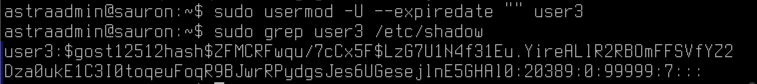 astraadmin@sauron:~$ sudo usermod -U --expiredate "" user3
astraadmin@sauron:~$ sudo grep user3 /etc/shadow
user3:$gost12512hash$ZFMCRFwqu/7cCx5F$LzG7U1N4f31Eu.YireALlR2RBOmFFSVfYZ2
Dza0ukE1C3I0toqeuFoqR9BJwrRPydgsJes6UGesejlnE5GHAl0:20389:0:99999:7:::